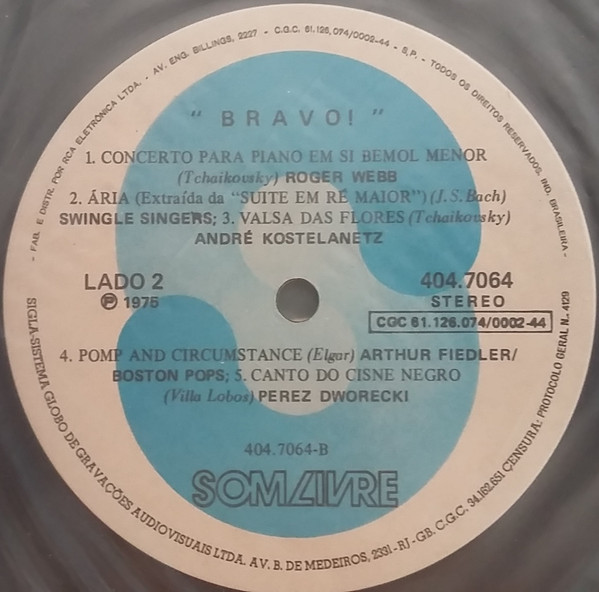 - FAB. E DISTR. POR RCA ELETRÔNICA LTDA. - AV. ENG. BILLINGS, 2227 - C.G.C. 61.126.074/0002-44 - S.P. - TODOS OS DIREITOS RESERVADOS. IND. BRASILEIRA -
" BRAVO! "
1. CONCERTO PARA PIANO EM SI BEMOL MENOR
(Tchaikovsky) ROGER WEBB
2. ÁRIA (Extraída da "SUITE EM RÉ MAIOR") (J.S.Bach)
SWINGLE SINGERS; 3. VALSA DAS FLORES (Tchaikovsky)
ANDRÉ KOSTELANETZ
LADO 2
℗ 1975
404.7064
STEREO
CGC 61.126.074/0002-44
4. POMP AND CIRCUMSTANCE (Elgar) ARTHUR FIEDLER/
BOSTON POPS; 5. CANTO DO CISNE NEGRO
(Villa Lobos) PEREZ DWORECKI
404.7064-B
SOM LIVRE
SIGLA-SISTEMA GLOBO DE GRAVAÇÕES AUDIOVISUAIS LTDA. AV. B. DE MEDEIROS, 2331 - RJ - GB. C.G.C. 34.162.651 CENSURA: PROTOCOLO GERAL N.. 4129